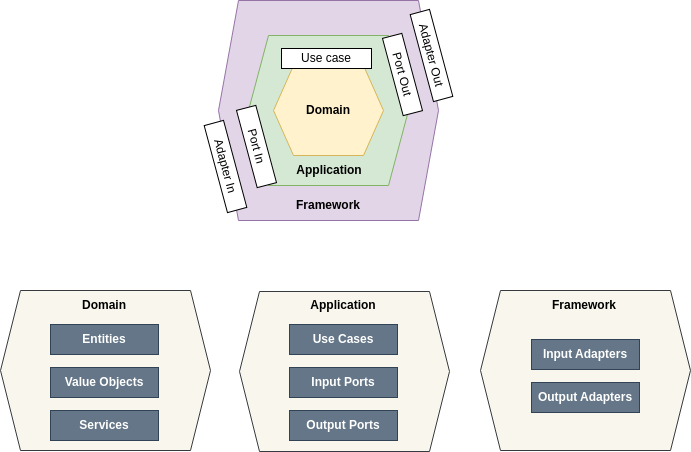 Adapter Out
Use case
Port Out
Domain
Port In
Adapter In
Application
Framework
Domain
Entities
Value Objects
Services
Application
Use Cases
Input Ports
Output Ports
Framework
Input Adapters
Output Adapters